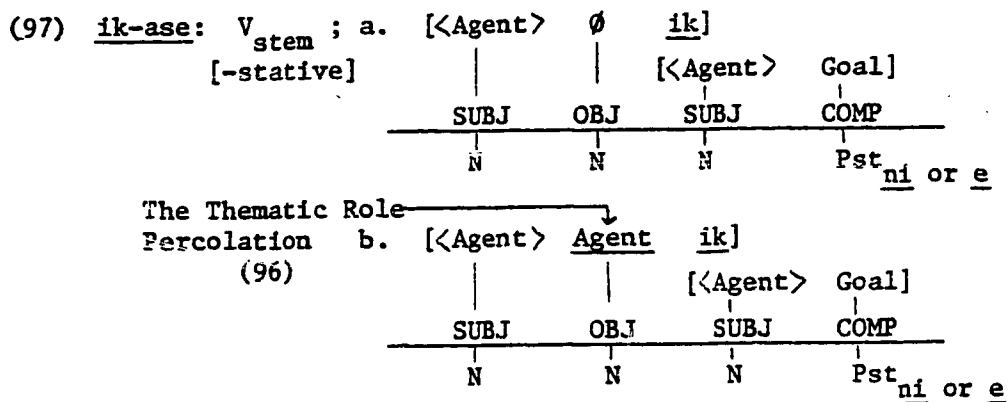 (97) ik-ase: V_stem ; a. [<Agent> ∅ ik]
[-stative] [<Agent> Goal]
SUBJ OBJ SUBJ COMP
N N N Pst_ni or e
The Thematic Role
Percolation b. [<Agent> Agent ik]
(96) [<Agent> Goal]
SUBJ OBJ SUBJ COMP
N N N Pst_ni or e